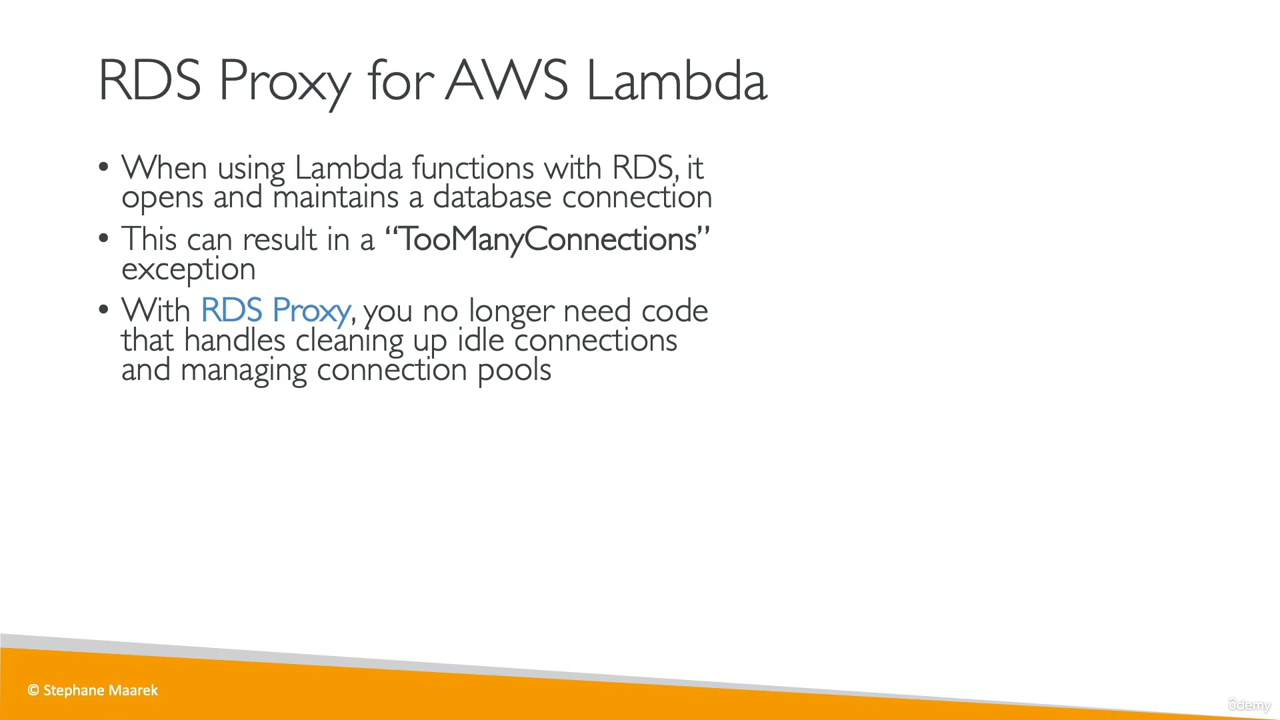 RDS Proxy for AWS Lambda
• When using Lambda functions with RDS, it
opens and maintains a database connection
• This can result in a “TooManyConnections”
exception
• With RDS Proxy, you no longer need code
that handles cleaning up idle connections
and managing connection pools
© Stephane Maarek
ûdemy